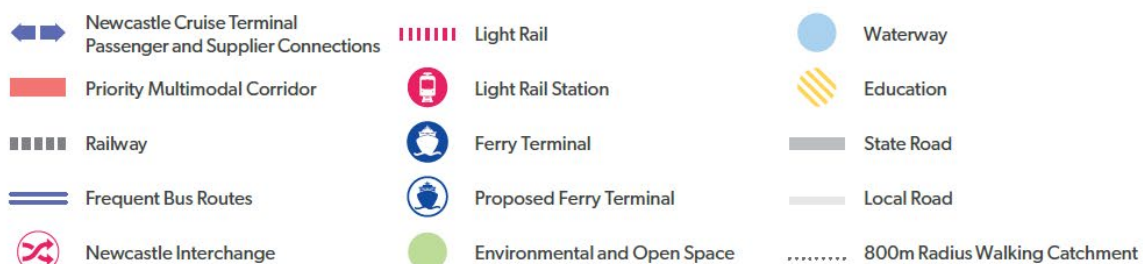 Newcastle Cruise Terminal
Passenger and Supplier Connections
Priority Multimodal Corridor
Railway
Frequent Bus Routes
Newcastle Interchange
Light Rail
Light Rail Station
Ferry Terminal
Proposed Ferry Terminal
Environmental and Open Space
Waterway
Education
State Road
Local Road
800m Radius Walking Catchment